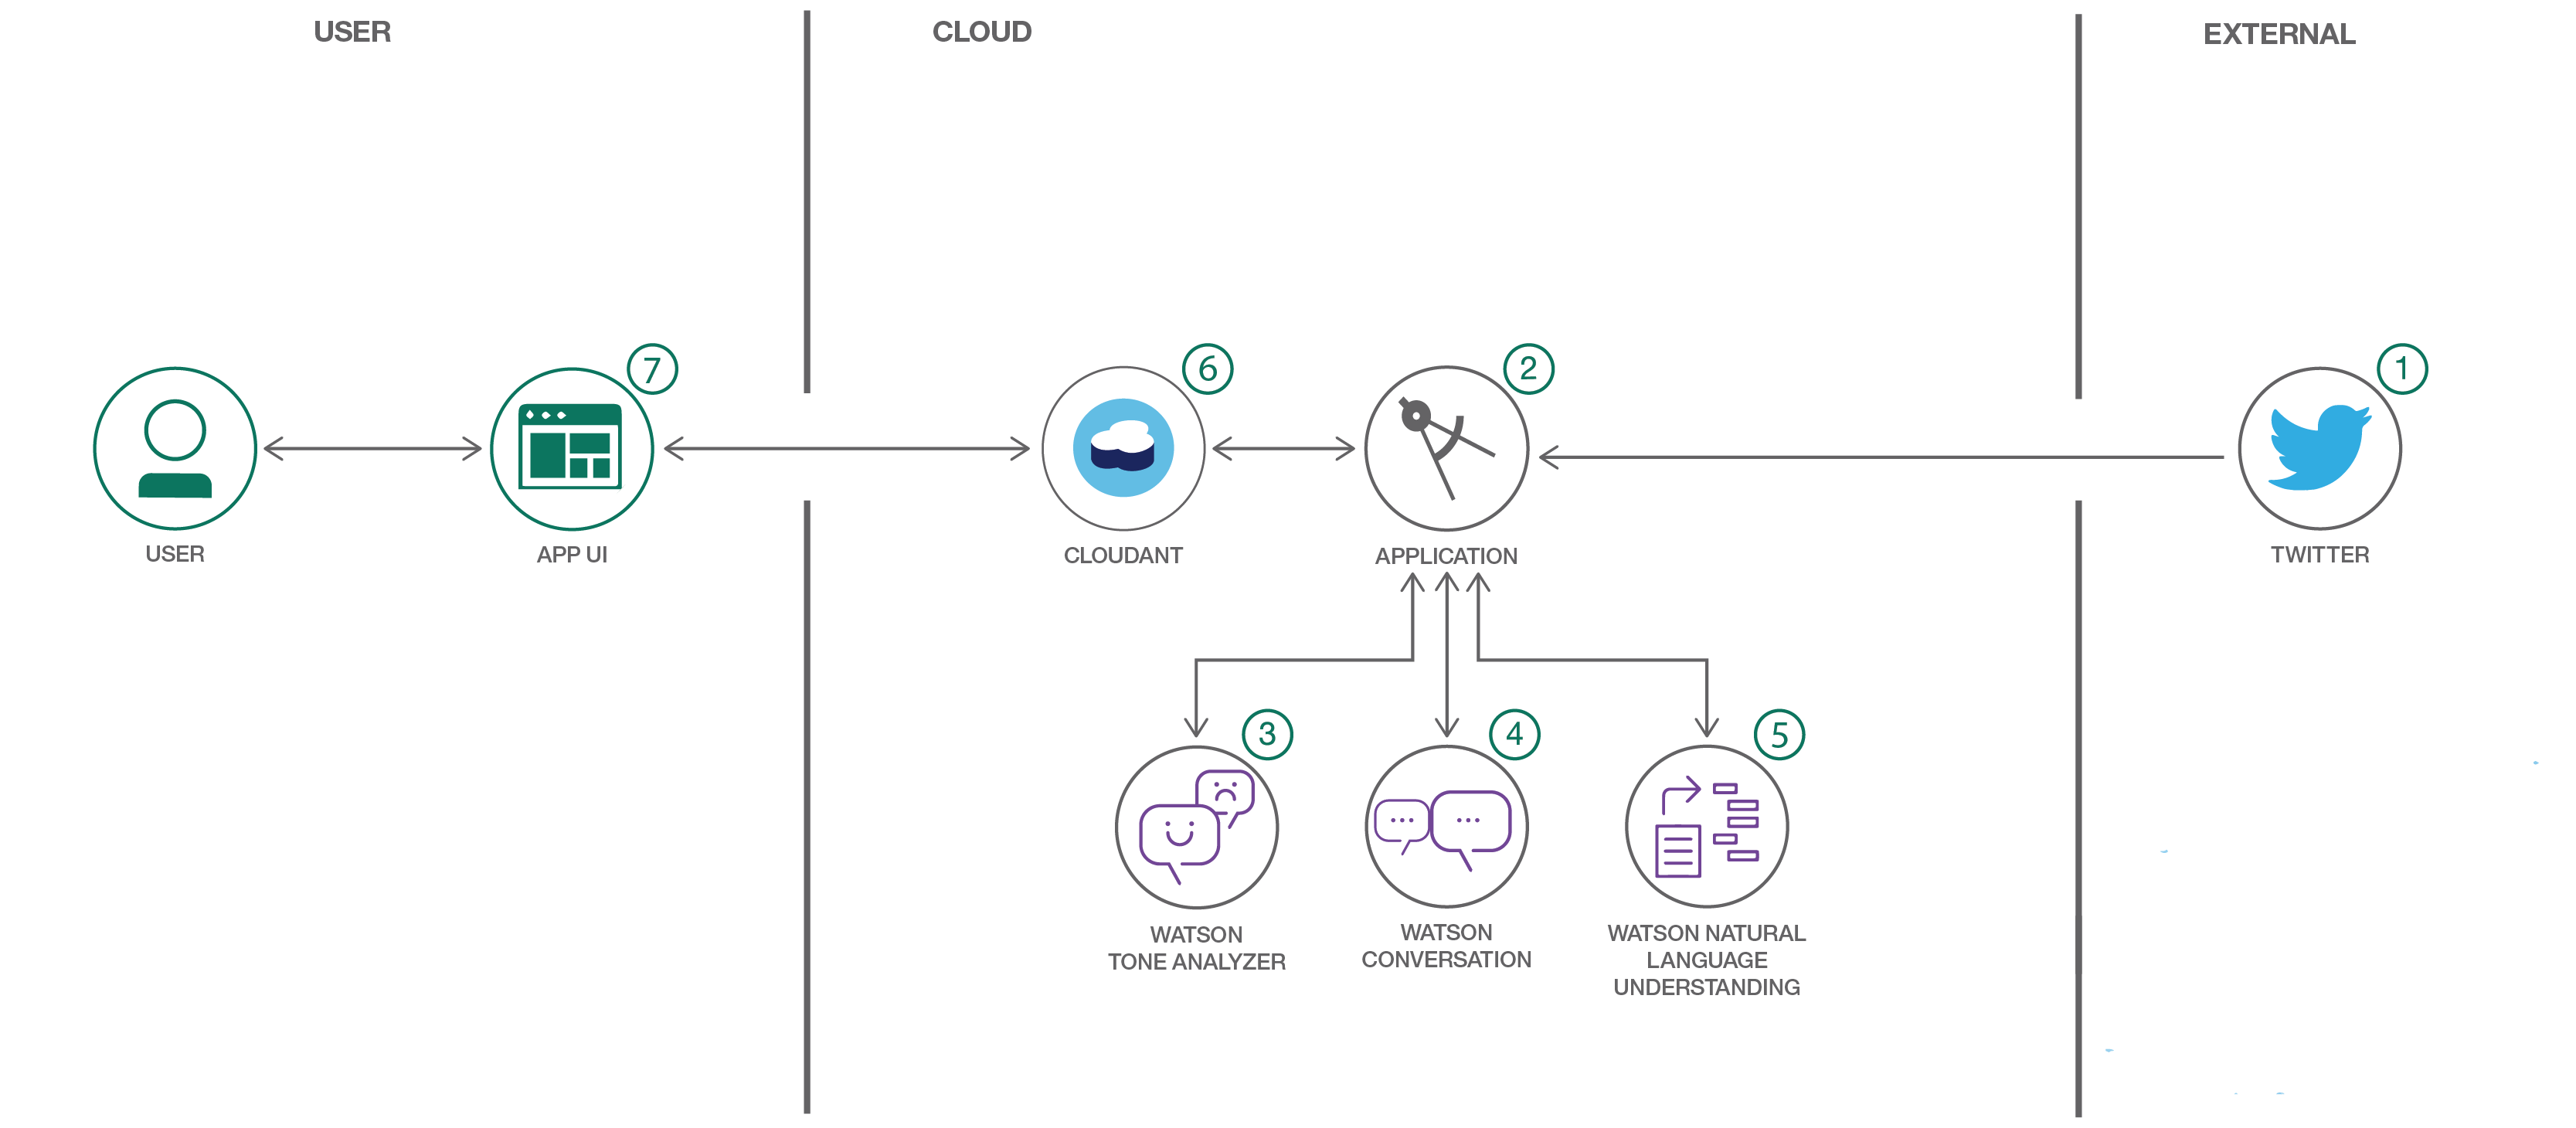 USER
CLOUD
EXTERNAL
7
6
2
1
USER
APP UI
CLOUDANT
APPLICATION
TWITTER
3
4
5
WATSON
TONE ANALYZER
WATSON
CONVERSATION
WATSON NATURAL
LANGUAGE
UNDERSTANDING